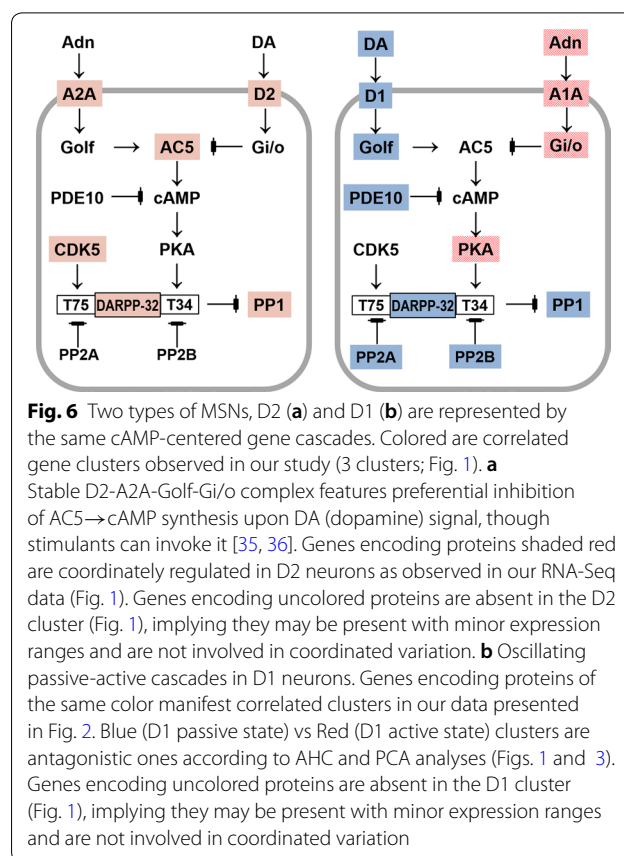 Adn DA DA Adn
A2A D2 D1 A1A
Golf AC5 Gi/o Golf AC5 Gi/o
PDE10 cAMP PDE10 cAMP
CDK5 PKA CDK5 PKA
T75 DARPP-32 T34 PP1 T75 DARPP-32 T34 PP1
PP2A PP2B PP2A PP2B
Fig. 6 Two types of MSNs, D2 (a) and D1 (b) are represented by
the same cAMP-centered gene cascades. Colored are correlated
gene clusters observed in our study (3 clusters; Fig. 1). a
Stable D2-A2A-Golf-Gi/o complex features preferential inhibition
of AC5→cAMP synthesis upon DA (dopamine) signal, though
stimulants can invoke it [35, 36]. Genes encoding proteins shaded red
are coordinately regulated in D2 neurons as observed in our RNA-Seq
data (Fig. 1). Genes encoding uncolored proteins are absent in the D2
cluster (Fig. 1), implying they may be present with minor expression
ranges and are not involved in coordinated variation. b Oscillating
passive-active cascades in D1 neurons. Genes encoding proteins of
the same color manifest correlated clusters in our data presented
in Fig. 2. Blue (D1 passive state) vs Red (D1 active state) clusters are
antagonistic ones according to AHC and PCA analyses (Figs. 1 and 3).
Genes encoding uncolored proteins are absent in the D1 cluster
(Fig. 1), implying they may be present with minor expression ranges
and are not involved in coordinated variation